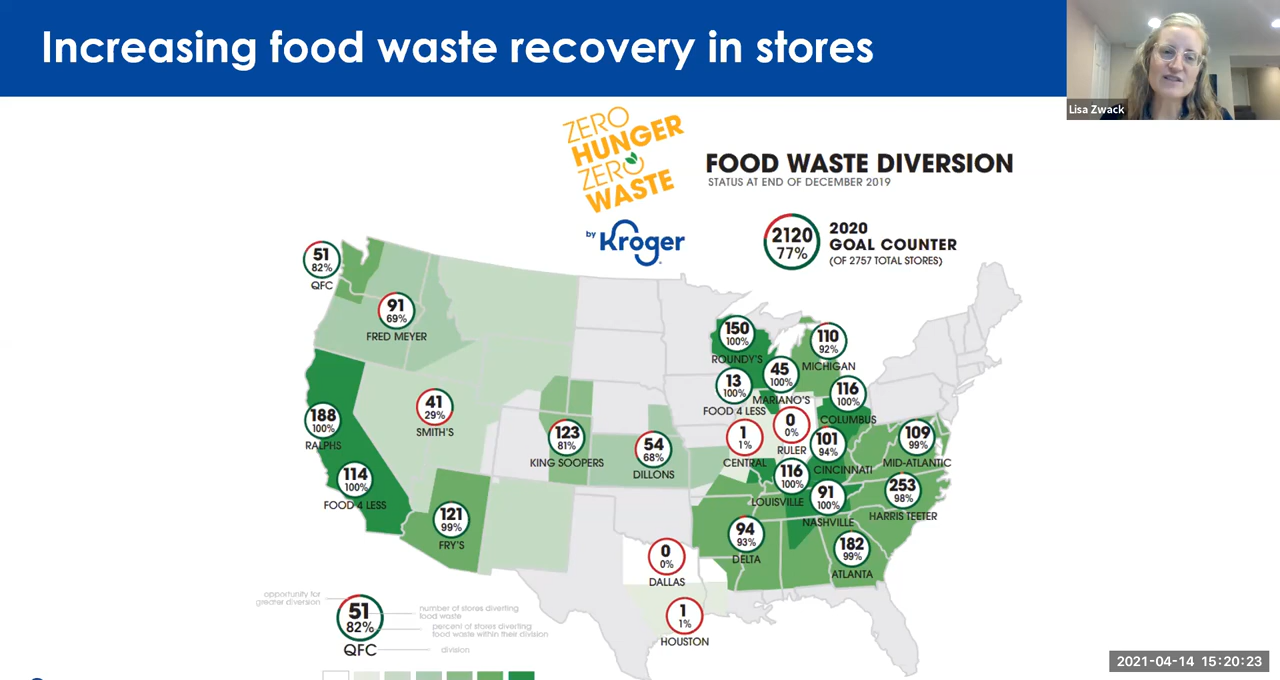 Increasing food waste recovery in stores
Lisa Zwack
ZERO
HUNGER
ZERO
WASTE
by Kroger
FOOD WASTE DIVERSION
STATUS AT END OF DECEMBER 2019
2120
77%
2020
GOAL COUNTER
(OF 2757 TOTAL STORES)
51
82%
QFC
91
69%
FRED MEYER
150
100%
ROUNDY'S
110
92%
MICHIGAN
45
100%
MARIANO'S
13
100%
FOOD 4 LESS
116
100%
COLUMBUS
188
100%
RALPHS
41
29%
SMITH'S
123
81%
KING SOOPERS
54
68%
DILLONS
1
1%
CENTRAL
0
0%
RULER
101
94%
CINCINNATI
109
99%
MID-ATLANTIC
114
100%
FOOD 4 LESS
121
99%
FRY'S
116
100%
LOUISVILLE
91
100%
NASHVILLE
253
98%
HARRIS TEETER
94
93%
DELTA
182
99%
ATLANTA
0
0%
DALLAS
1
1%
HOUSTON
opportunity for
greater diversion
51
82%
QFC
number of stores diverting
food waste
percent of stores diverting
food waste within their division
division
2021-04-14 15:20:23